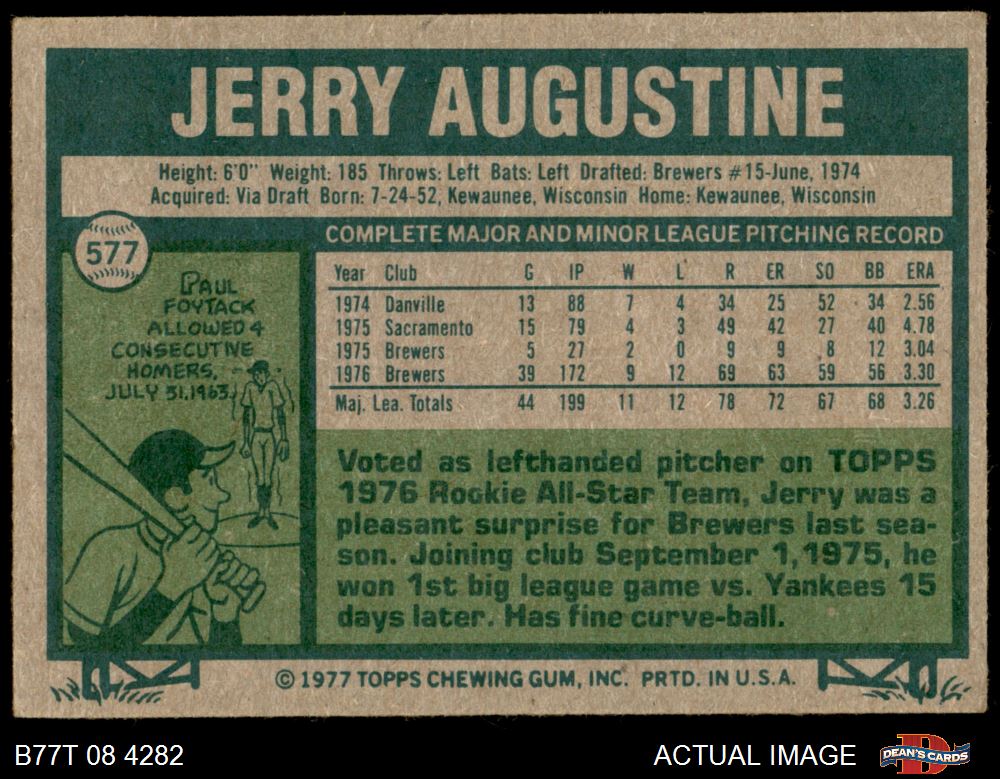 JERRY AUGUSTINE
Height: 6'0" Weight: 185 Throws: Left Bats: Left Drafted: Brewers #15-June, 1974
Acquired: Via Draft Born: 7-24-52, Kewaunee, Wisconsin Home: Kewaunee, Wisconsin
577
PAUL
FOYTACK
ALLOWED 4
CONSECUTIVE
HOMERS,
JULY 31, 1963.
COMPLETE MAJOR AND MINOR LEAGUE PITCHING RECORD
Year Club G IP W L R ER SO BB ERA
1974 Danville 13 88 7 4 34 25 52 34 2.56
1975 Sacramento 15 79 4 3 49 42 27 40 4.78
1975 Brewers 5 27 2 0 9 9 8 12 3.04
1976 Brewers 39 172 9 12 69 63 59 56 3.30
Maj. Lea. Totals 44 199 11 12 78 72 67 68 3.26
Voted as lefthanded pitcher on TOPPS
1976 Rookie All-Star Team, Jerry was a
pleasant surprise for Brewers last sea-
son. Joining club September 1, 1975, he
won 1st big league game vs. Yankees 15
days later. Has fine curve-ball.
© 1977 TOPPS CHEWING GUM, INC. PRTD. IN U.S.A.
B77T 08 4282
ACTUAL IMAGE
DEAN'S CARDS